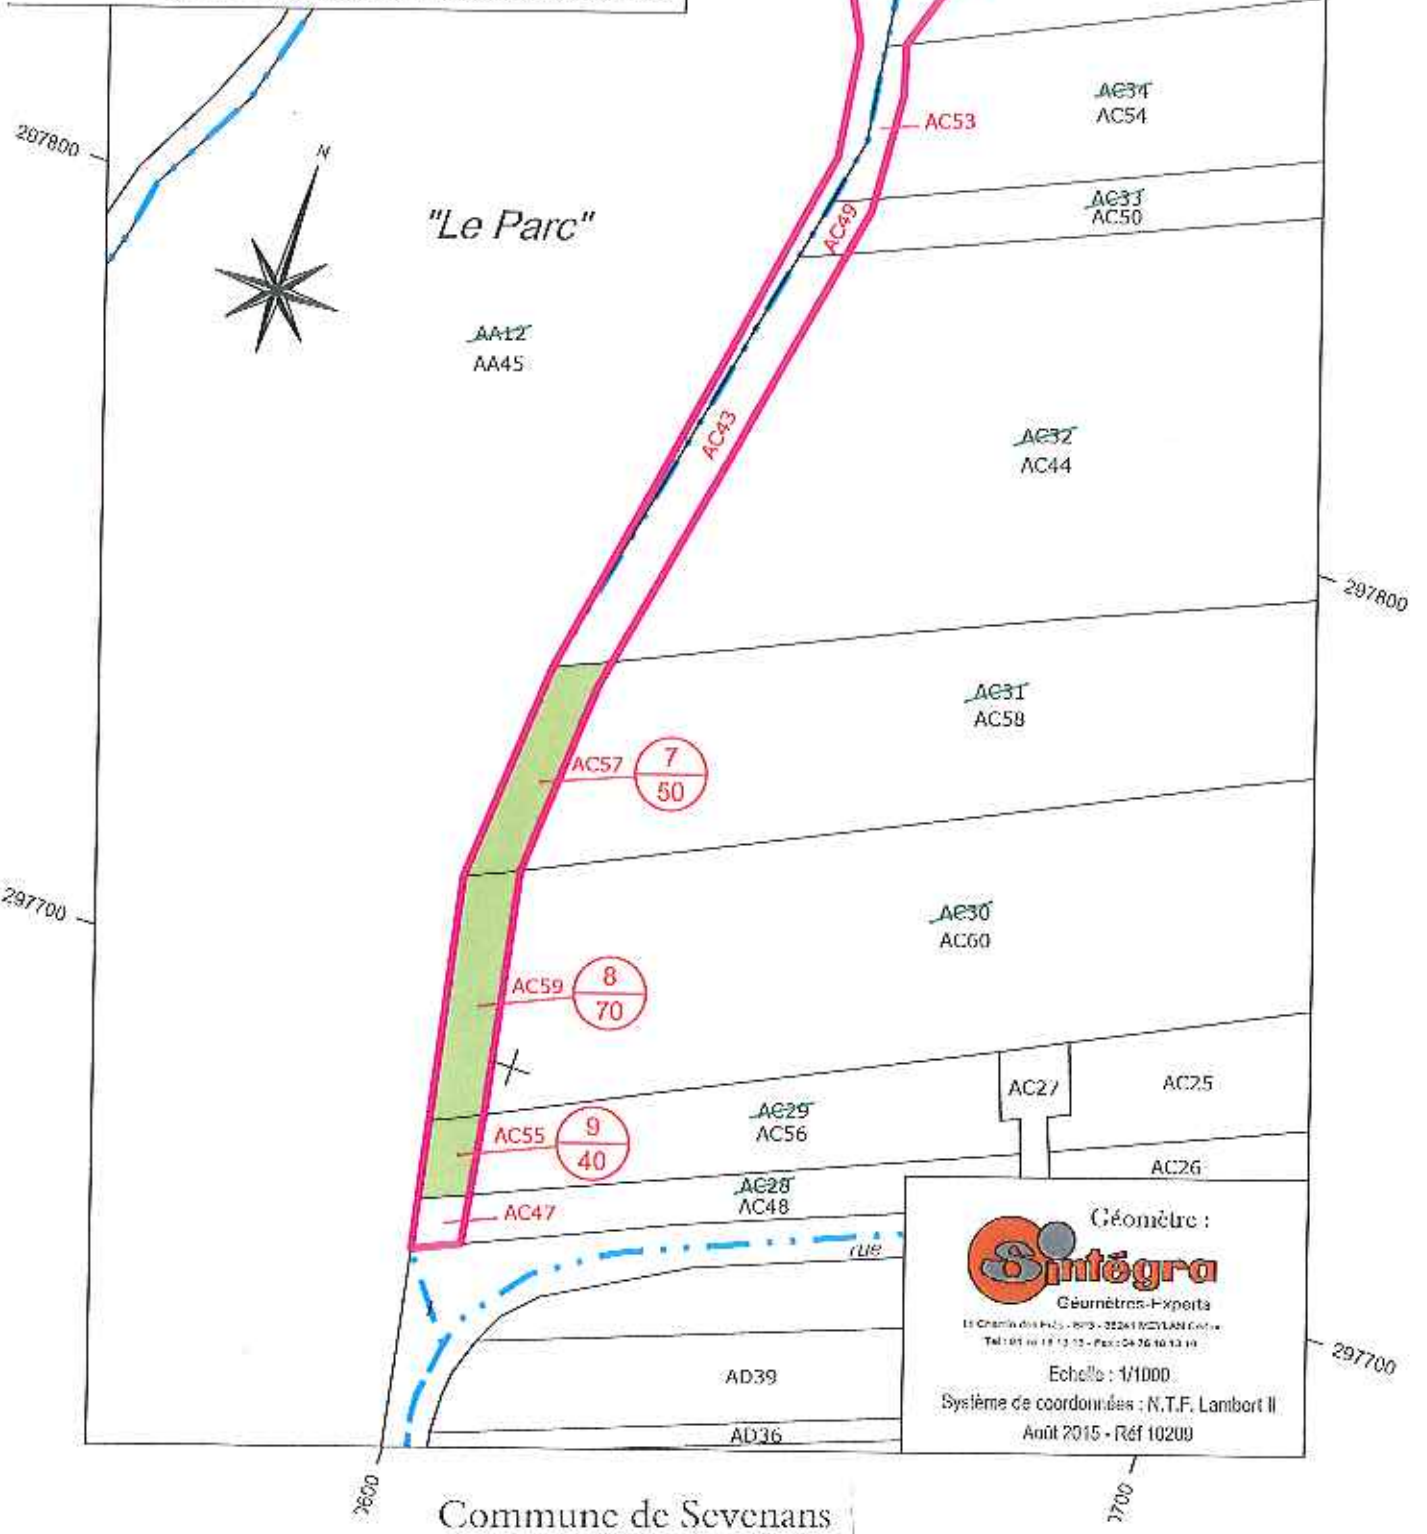 AC34
AC54
AC53
297800
AC33
AC50
"Le Parc"
N
AC49
AA12
AA45
AC43
AC32
AC44
297800
AC31
AC58
AC57
7
50
297700
AC30
AC60
AC59
8
70
AC27
AC25
AC29
AC56
AC55
9
40
AC26
AC28
AC48
AC47
rue
Géomètre :
Sintégra
Géomètres-Experts
Echelle : 1/1000
Système de coordonnées : N.T.F. Lambert II
Août 2015 - Réf 10209
297700
AD39
AD36
Commune de Sevenans